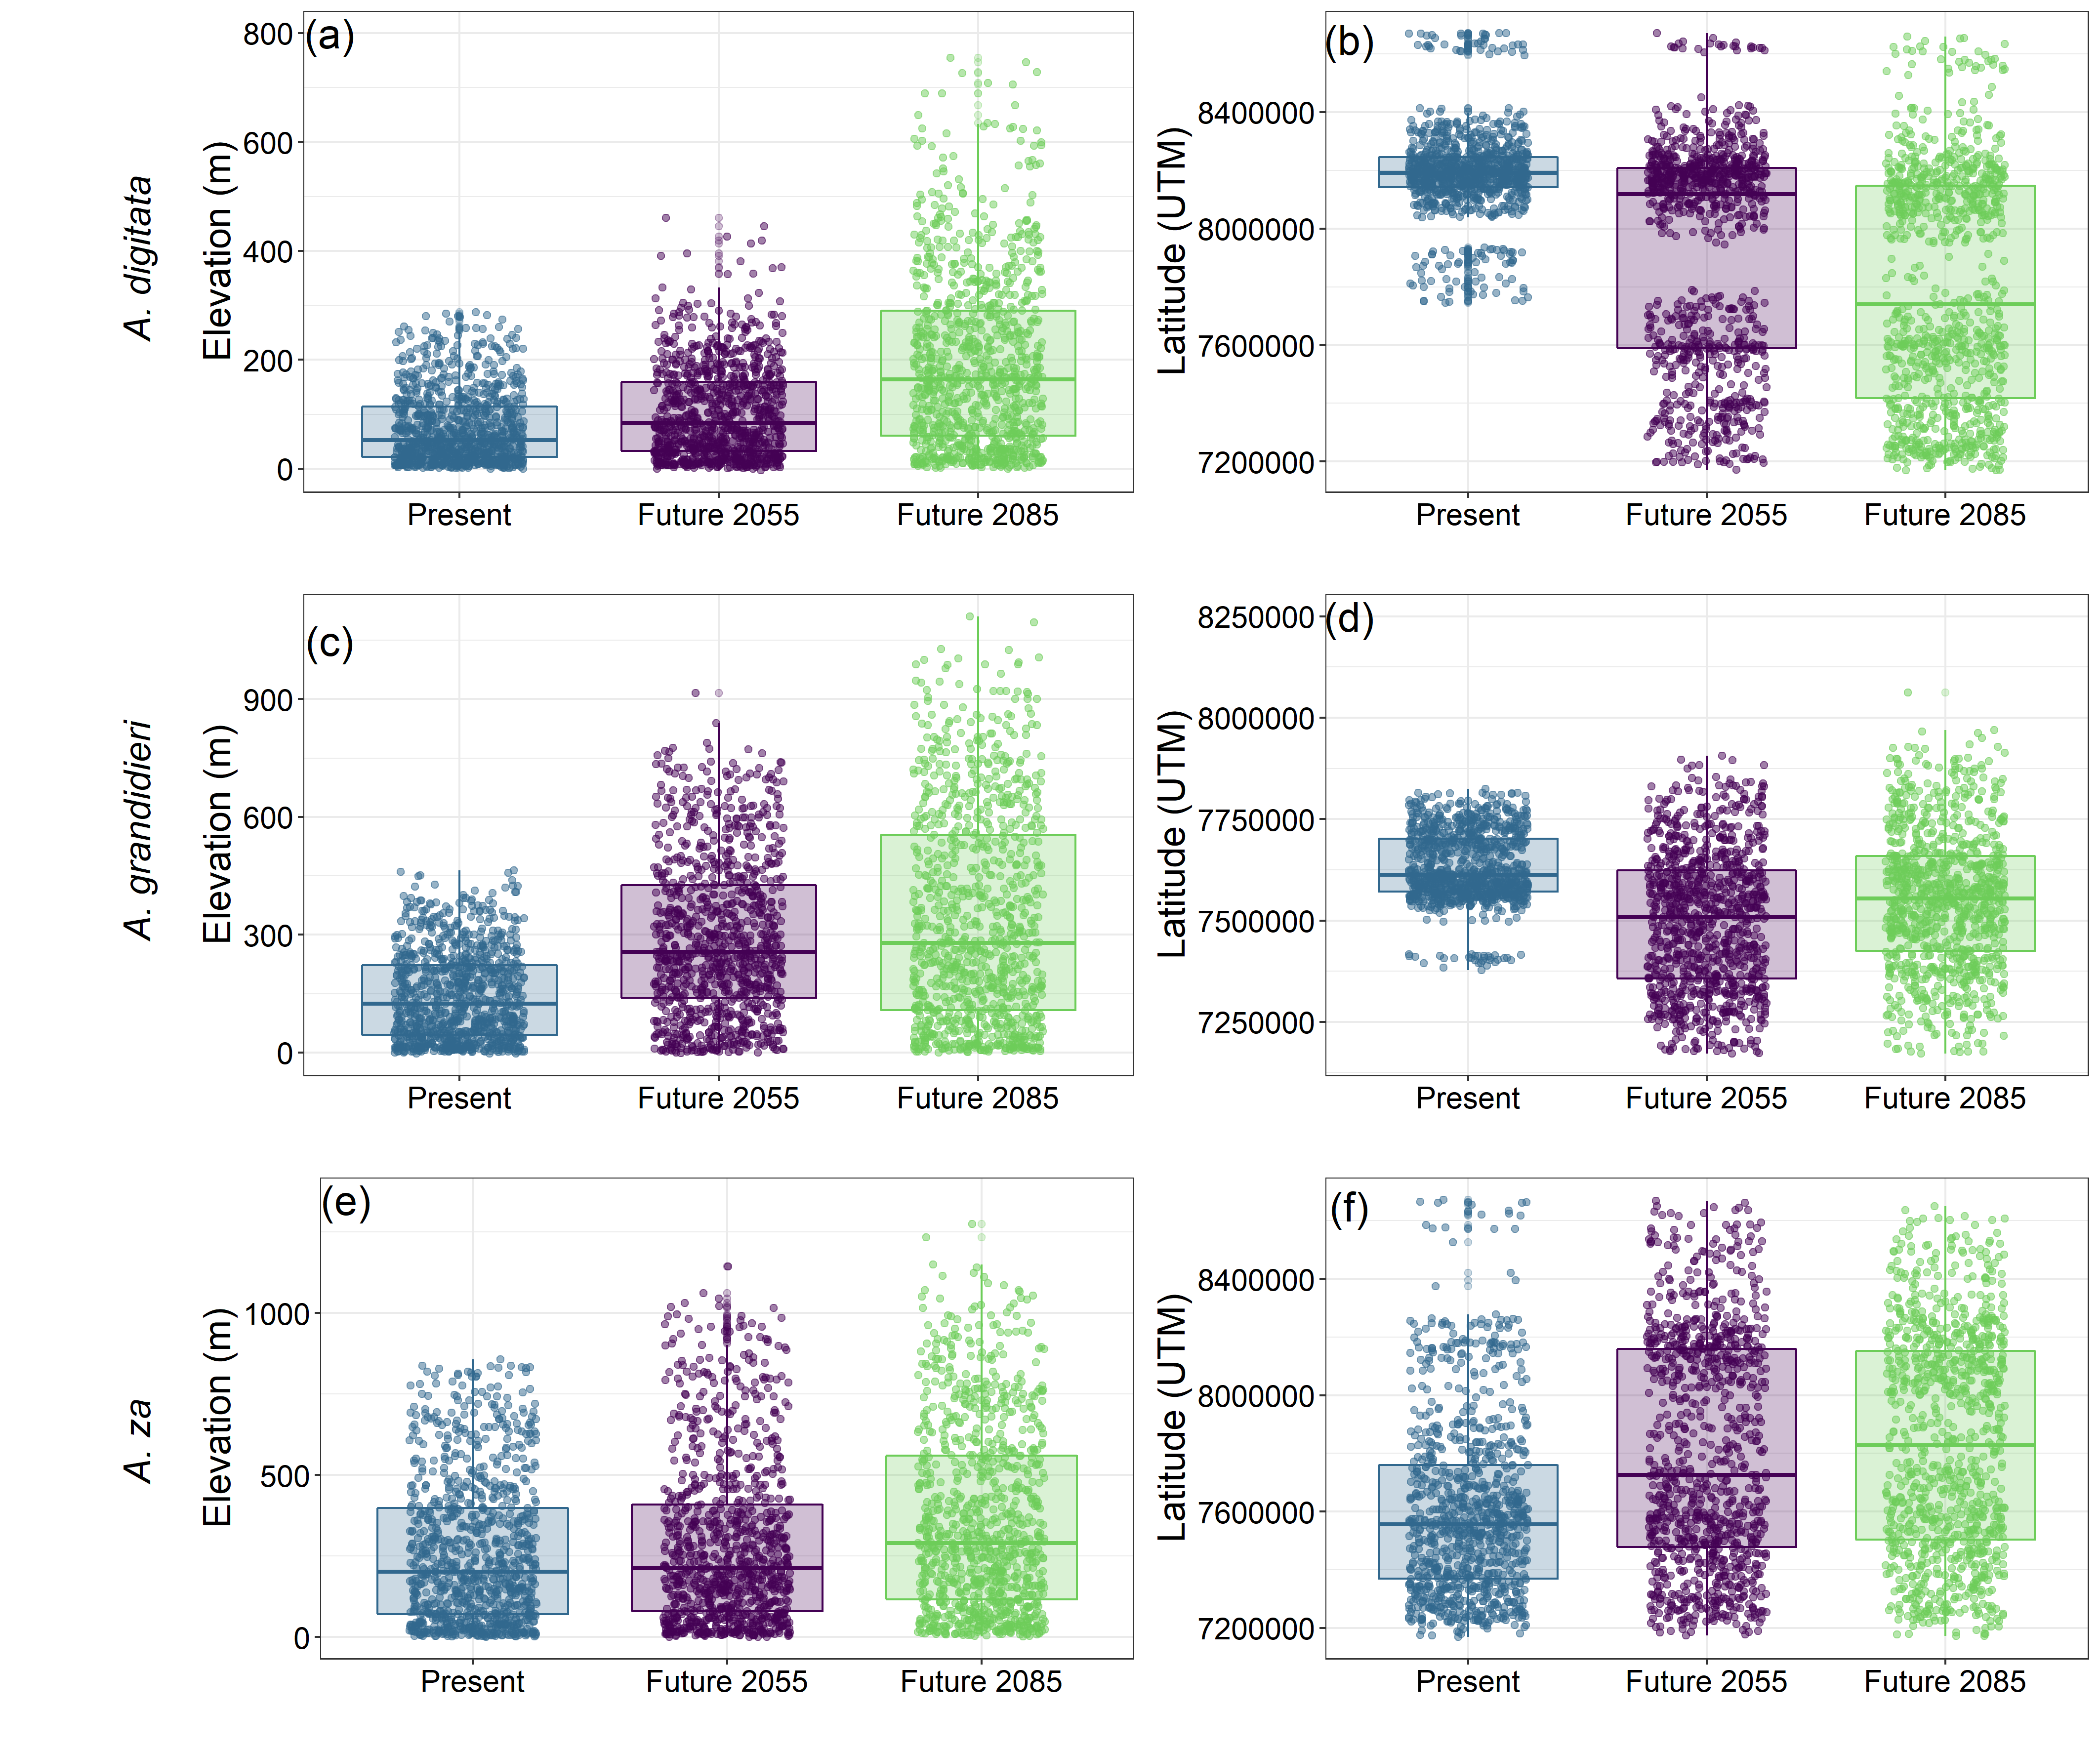 A. digitata
Elevation (m)
(a)
800
600
400
200
0
Present
Future 2055
Future 2085
Latitude (UTM)
(b)
8400000
8000000
7600000
7200000
Present
Future 2055
Future 2085
A. grandidieri
Elevation (m)
(c)
900
600
300
0
Present
Future 2055
Future 2085
Latitude (UTM)
(d)
8250000
8000000
7750000
7500000
7250000
Present
Future 2055
Future 2085
A. za
Elevation (m)
(e)
1000
500
0
Present
Future 2055
Future 2085
Latitude (UTM)
(f)
8400000
8000000
7600000
7200000
Present
Future 2055
Future 2085